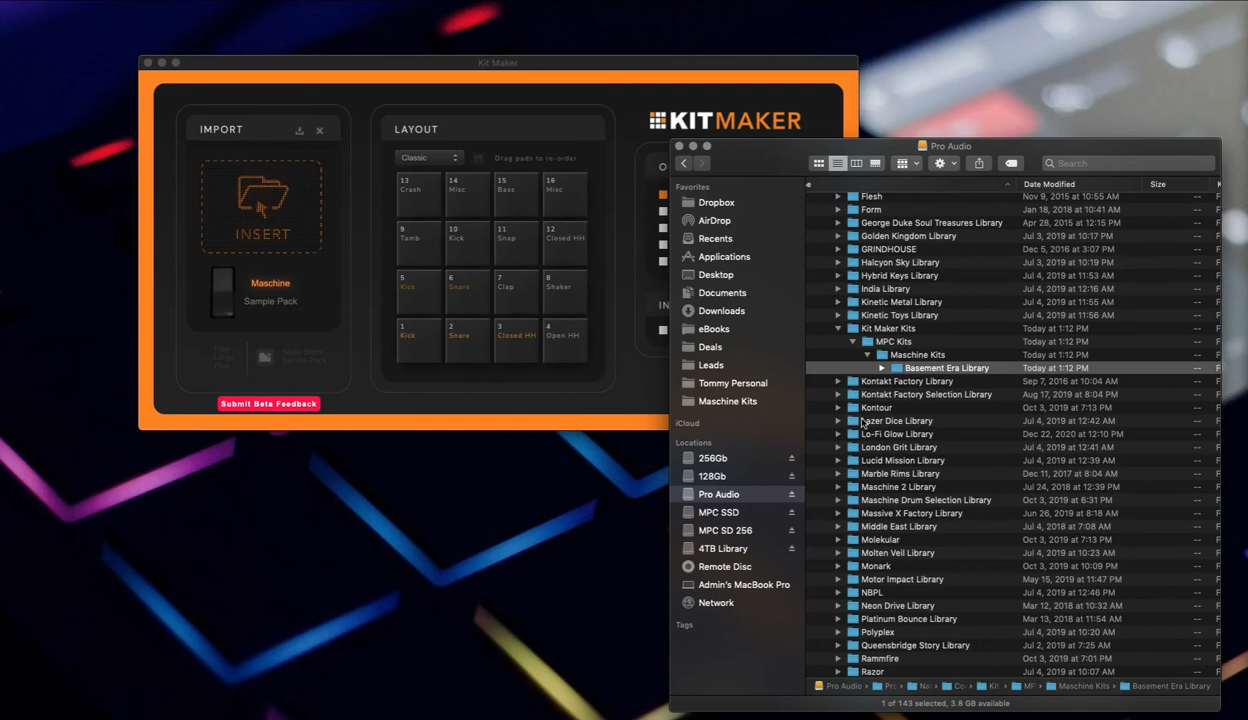 Kit Maker
IMPORT
INSERT
Maschine
Sample Pack
Submit Beta Feedback
LAYOUT
Classic
Drag pads to re-order
13
Crash
14
Misc
15
Bass
16
Misc
9
Tamb
10
Kick
11
Snap
12
Closed HH
5
Kick
6
Snare
7
Clap
8
Shaker
1
Kick
2
Snare
3
Closed HH
4
Open HH
KITMAKER
O
IN
Pro Audio
Search
Favorites
Dropbox
AirDrop
Recents
Applications
Desktop
Documents
Downloads
eBooks
Deals
Leads
Tommy Personal
Maschine Kits
iCloud
Locations
256Gb
128Gb
Pro Audio
MPC SSD
MPC SD 256
4TB Library
Remote Disc
Admin's MacBook Pro
Network
Tags
e Date Modified Size K
Flesh Nov 9, 2015 at 10:55 AM -- F
Form Jan 18, 2018 at 10:41 AM -- F
George Duke Soul Treasures Library Apr 28, 2015 at 12:15 PM -- F
Golden Kingdom Library Jul 3, 2019 at 10:17 PM -- F
GRINDHOUSE Dec 5, 2016 at 3:07 PM -- F
Halcyon Sky Library Jul 3, 2019 at 10:19 PM -- F
Hybrid Keys Library Jul 4, 2019 at 11:53 AM -- F
India Library Jul 4, 2019 at 12:16 AM -- F
Kinetic Metal Library Jul 4, 2019 at 11:55 AM -- F
Kinetic Toys Library Jul 4, 2019 at 11:56 AM -- F
Kit Maker Kits Today at 1:12 PM -- F
MPC Kits Today at 1:12 PM -- F
Maschine Kits Today at 1:12 PM -- F
Basement Era Library Today at 1:12 PM -- F
Kontakt Factory Library Sep 7, 2016 at 10:04 AM -- F
Kontakt Factory Selection Library Aug 17, 2019 at 8:04 PM -- F
Kontour Oct 3, 2019 at 7:13 PM -- F
Lazer Dice Library Jul 4, 2019 at 12:42 AM -- F
Lo-Fi Glow Library Dec 22, 2020 at 12:10 PM -- F
London Grit Library Jul 4, 2019 at 12:41 AM -- F
Lucid Mission Library Jul 4, 2019 at 12:39 AM -- F
Marble Rims Library Dec 11, 2017 at 8:04 AM -- F
Maschine 2 Library Jul 24, 2018 at 12:39 PM -- F
Maschine Drum Selection Library Oct 3, 2019 at 6:31 PM -- F
Massive X Factory Library Jun 26, 2019 at 8:18 AM -- F
Middle East Library Jul 4, 2018 at 7:08 AM -- F
Molekular Oct 3, 2019 at 7:13 PM -- F
Molten Veil Library Jul 4, 2019 at 10:23 AM -- F
Monark Oct 3, 2019 at 10:09 PM -- F
Motor Impact Library May 15, 2019 at 11:47 PM -- F
NBPL Jul 4, 2019 at 12:46 PM -- F
Neon Drive Library Mar 12, 2018 at 10:32 AM -- F
Platinum Bounce Library Mar 13, 2018 at 11:54 AM -- F
Polyplex Jul 4, 2019 at 10:20 AM -- F
Queensbridge Story Library Jul 2, 2019 at 7:25 AM -- F
Rammfire Oct 3, 2019 at 7:01 PM -- F
Razor Jul 4, 2019 at 10:07 AM -- F
Pro Audio › Pro › Nat › Co › Kit › MP › Maschine Kits › Basement Era Library
1 of 143 selected, 3.8 GB available